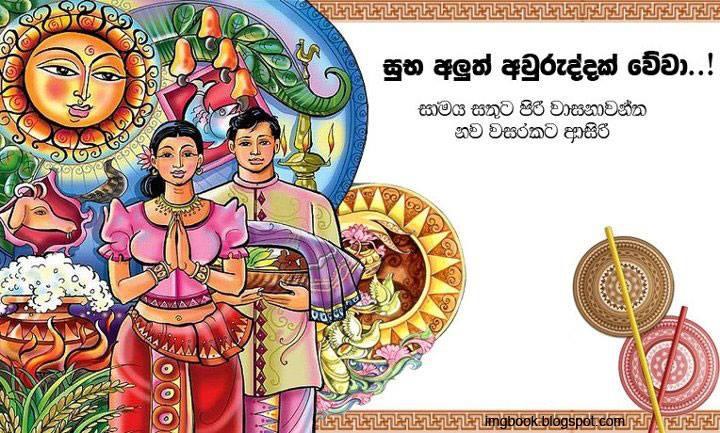 සුභ අලුත් අවුරුද්දක් වේවා..!
සාමය සතුට පිරි වාසනාවන්ත
නව වසරකට ආසිරි
imgbook.blogspot.com